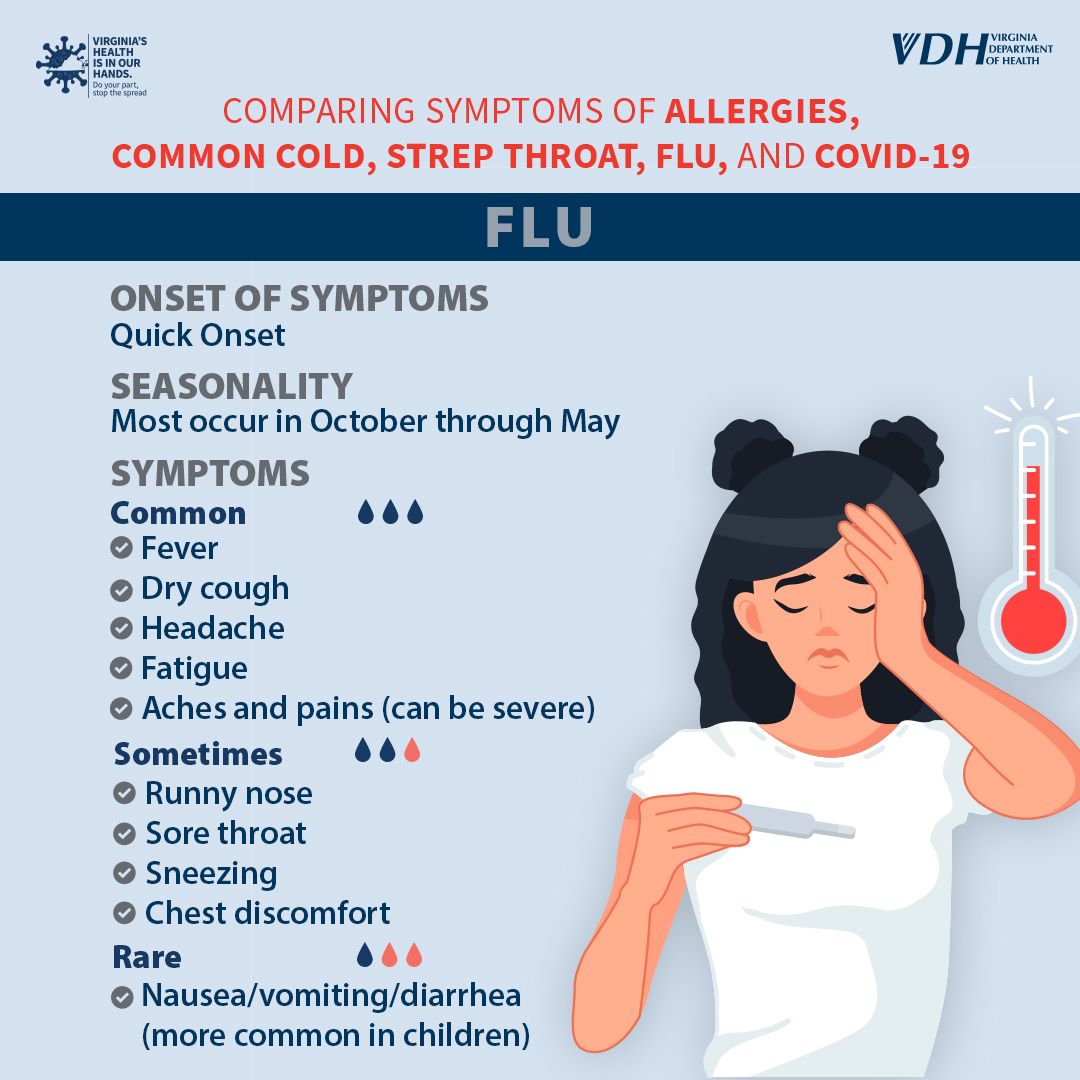 VIRGINIA'S
HEALTH
IS IN OUR
HANDS.
Do your part,
stop the spread
VDH VIRGINIA
DEPARTMENT
OF HEALTH
COMPARING SYMPTOMS OF ALLERGIES,
COMMON COLD, STREP THROAT, FLU, AND COVID-19
FLU
ONSET OF SYMPTOMS
Quick Onset
SEASONALITY
Most occur in October through May
SYMPTOMS
Common
Fever
Dry cough
Headache
Fatigue
Aches and pains (can be severe)
Sometimes
Runny nose
Sore throat
Sneezing
Chest discomfort
Rare
Nausea/vomiting/diarrhea
(more common in children)